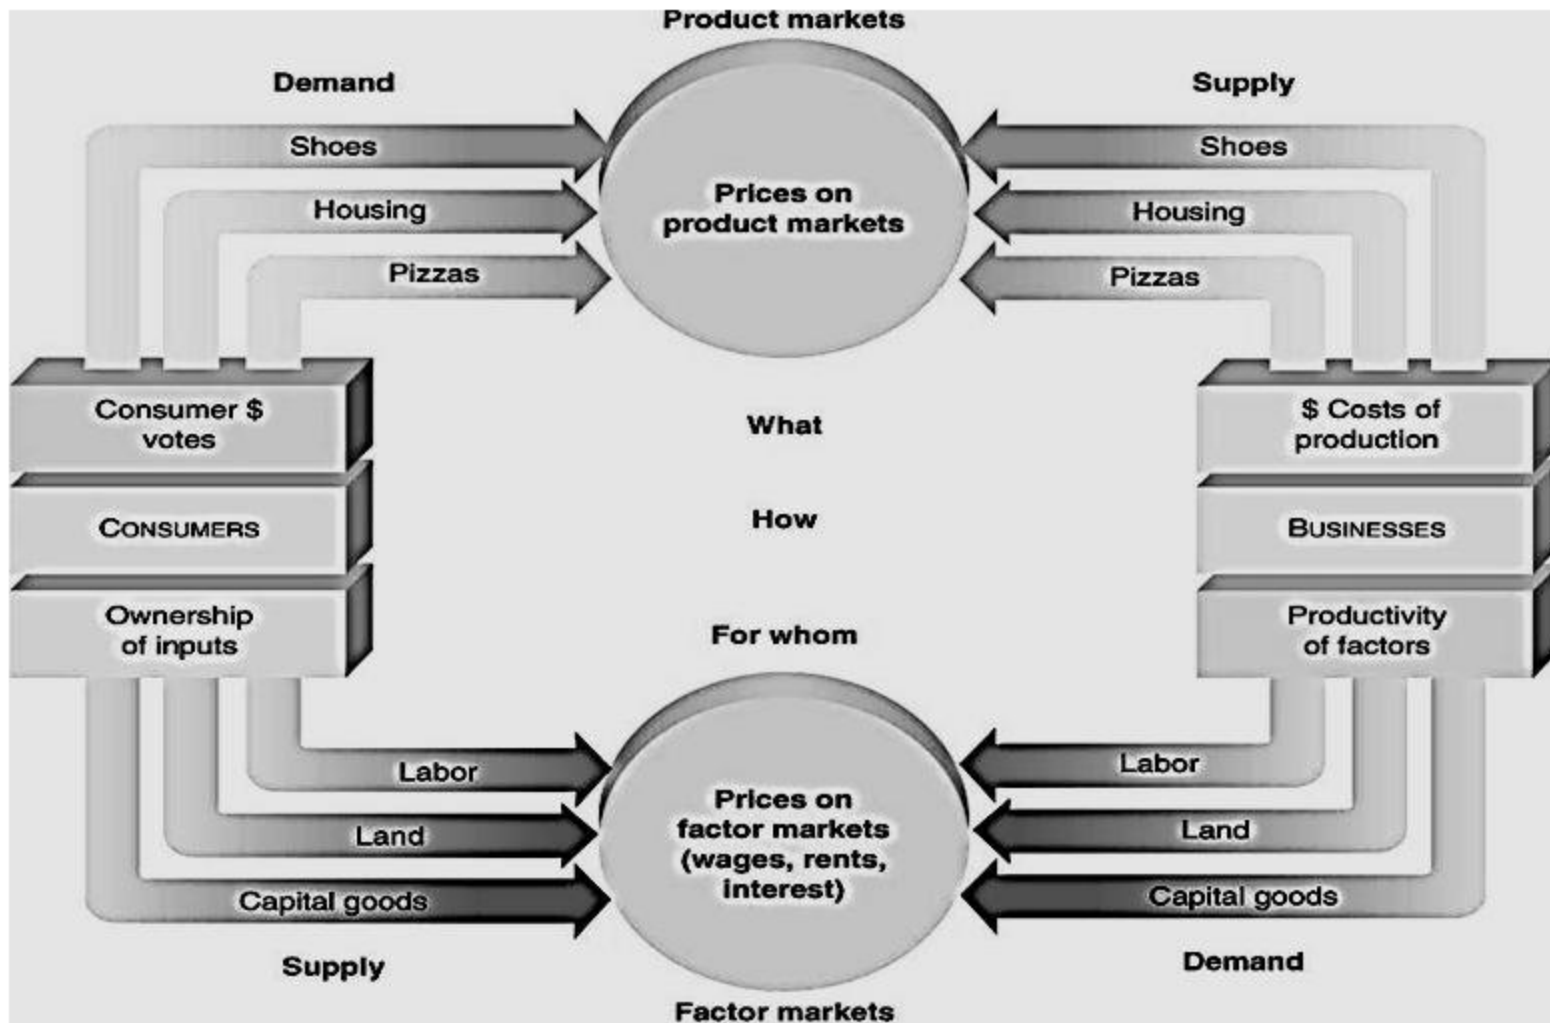 Product markets
Demand
Supply
Shoes
Shoes
Prices on
product markets
Housing
Housing
Pizzas
Pizzas
Consumer $
votes
What
$ Costs of
production
CONSUMERS
How
BUSINESSES
Ownership
of inputs
For whom
Productivity
of factors
Labor
Labor
Prices on
factor markets
(wages, rents,
interest)
Land
Land
Capital goods
Capital goods
Supply
Demand
Factor markets